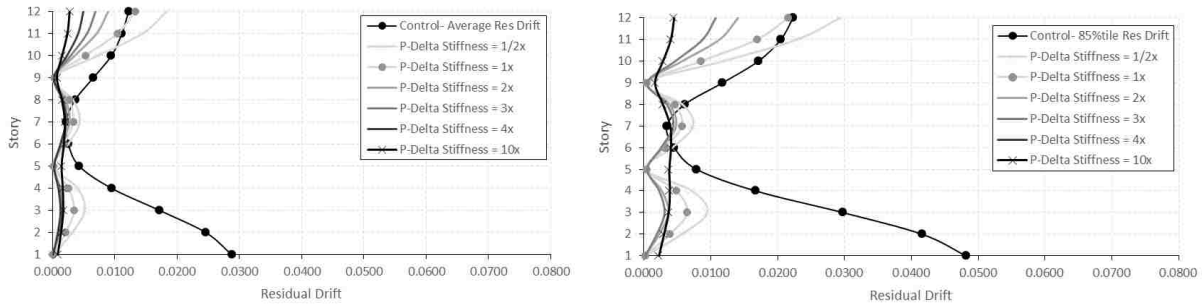 12
11
10
9
8
7
6
5
4
3
2
1
Story
Control- Average Res Drift
P-Delta Stiffness = 1/2x
P-Delta Stiffness = 1x
P-Delta Stiffness = 2x
P-Delta Stiffness = 3x
P-Delta Stiffness = 4x
P-Delta Stiffness = 10x
0.0000 0.0100 0.0200 0.0300 0.0400 0.0500 0.0600 0.0700 0.0800
Residual Drift
12
11
10
9
8
7
6
5
4
3
2
1
Story
Control- 85%tile Res Drift
P-Delta Stiffness = 1/2x
P-Delta Stiffness = 1x
P-Delta Stiffness = 2x
P-Delta Stiffness = 3x
P-Delta Stiffness = 4x
P-Delta Stiffness = 10x
0.0000 0.0100 0.0200 0.0300 0.0400 0.0500 0.0600 0.0700 0.0800
Residual Drift